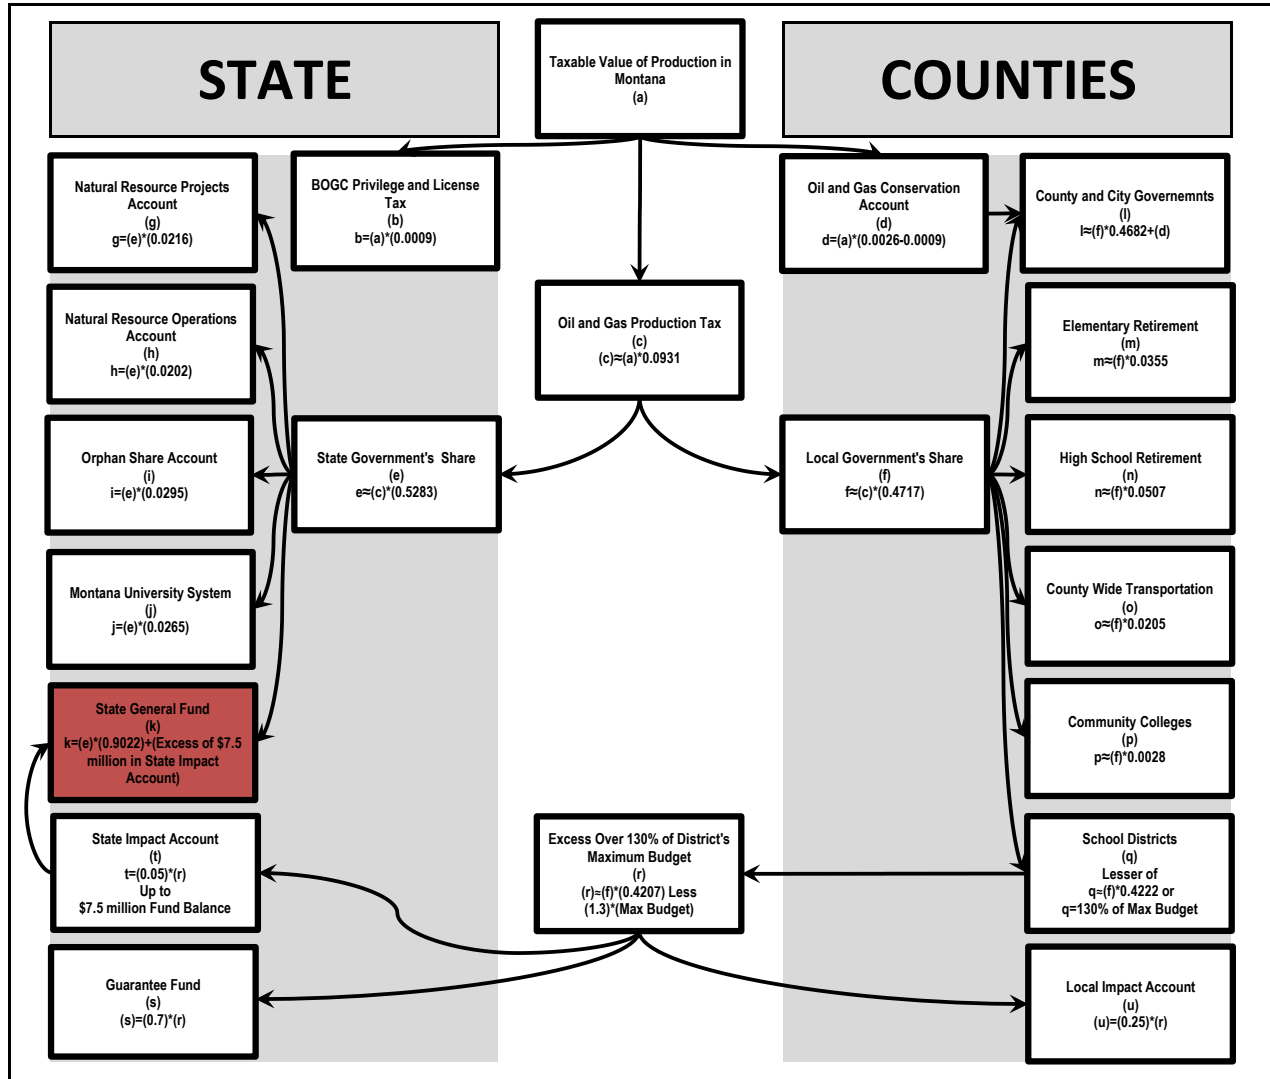 STATE
Taxable Value of Production in
Montana
(a)
COUNTIES
Natural Resource Projects
Account
(g)
g=(e)*(0.0216)
BOGC Privilege and License
Tax
(b)
b=(a)*(0.0009)
Oil and Gas Conservation
Account
(d)
d=(a)*(0.0026-0.0009)
County and City Governemnts
(l)
l≈(f)*0.4682+(d)
Natural Resource Operations
Account
(h)
h=(e)*(0.0202)
Oil and Gas Production Tax
(c)
(c)≈(a)*0.0931
Elementary Retirement
(m)
m≈(f)*0.0355
Orphan Share Account
(i)
i=(e)*(0.0295)
State Government's Share
(e)
e≈(c)*(0.5283)
Local Government's Share
(f)
f≈(c)*(0.4717)
High School Retirement
(n)
n≈(f)*0.0507
Montana University System
(j)
j=(e)*(0.0265)
County Wide Transportation
(o)
o≈(f)*0.0205
State General Fund
(k)
k=(e)*(0.9022)+(Excess of $7.5
million in State Impact
Account)
Community Colleges
(p)
p≈(f)*0.0028
State Impact Account
(t)
t=(0.05)*(r)
Up to
$7.5 million Fund Balance
Excess Over 130% of District's
Maximum Budget
(r)
(r)≈(f)*(0.4207) Less
(1.3)*(Max Budget)
School Districts
(q)
Lesser of
q≈(f)*0.4222 or
q=130% of Max Budget
Guarantee Fund
(s)
(s)=(0.7)*(r)
Local Impact Account
(u)
(u)=(0.25)*(r)